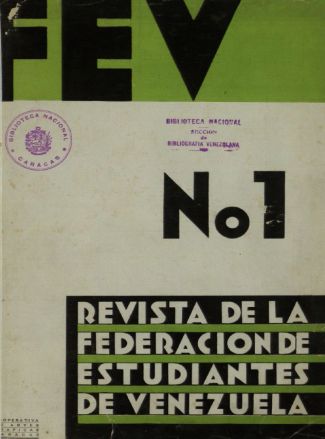 FEV
BIBLIOTECA NACIONAL
CARACAS
BIBLIOTECA NACIONAL
SECCION
de
BIBLIOGRAFIA VENEZOLANA
No1
REVISTA DE LA
FEDERACION DE
ESTUDIANTES
DE VENEZUELA